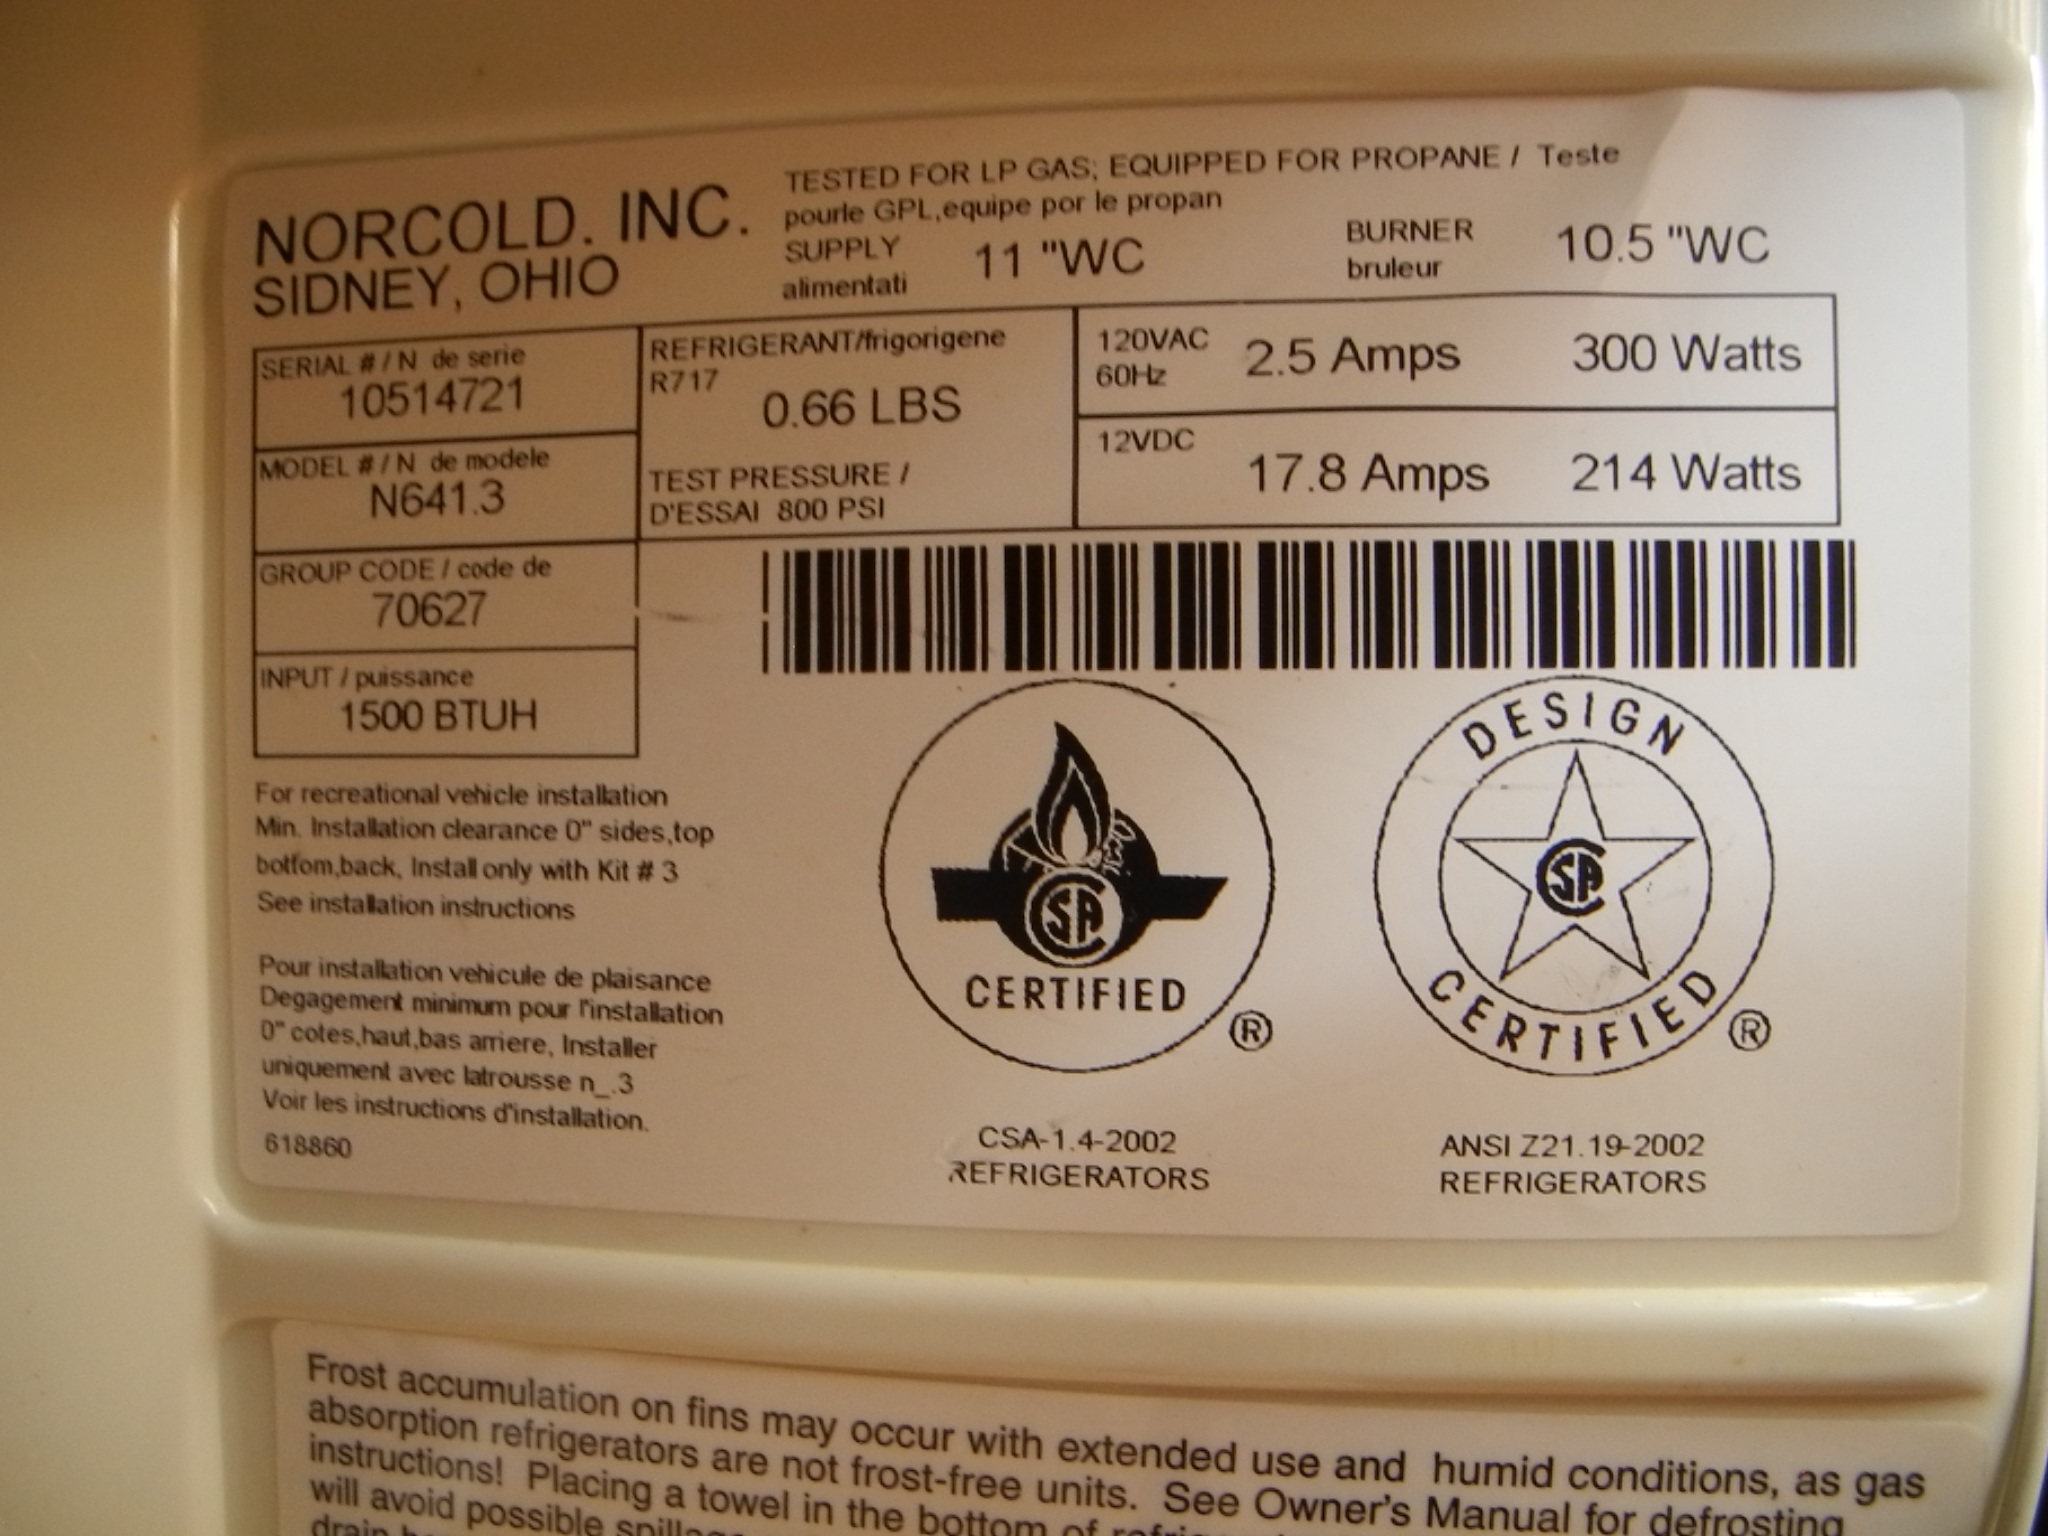 NORCOLD. INC.
SIDNEY, OHIO
TESTED FOR LP GAS; EQUIPPED FOR PROPANE / Teste
pourle GPL,equipe por le propan
SUPPLY
alimentati
11 "WC
BURNER
bruleur
10.5 "WC
SERIAL # / N de serie
10514721
MODEL # / N de modele
N641.3
GROUP CODE / code de
70627
INPUT / puissance
1500 BTUH
REFRIGERANT/frigorigene
R717
0.66 LBS
TEST PRESSURE /
D'ESSAI 800 PSI
120VAC
60Hz
2.5 Amps
300 Watts
12VDC
17.8 Amps
214 Watts
For recreational vehicle installation
Min. Installation clearance 0" sides,top
bottom,back, Install only with Kit # 3
See installation instructions
Pour installation vehicule de plaisance
Degagement minimum pour l'installation
0" cotes,haut,bas arriere, Installer
uniquement avec latrousse n_.3
Voir les instructions d'installation.
618860
CSA
CERTIFIED
®
CSA-1.4-2002
REFRIGERATORS
DESIGN
CSA
CERTIFIED
®
ANSI Z21.19-2002
REFRIGERATORS
Frost accumulation on fins may occur with extended use and humid conditions, as gas
absorption refrigerators are not frost-free units. See Owner's Manual for defrosting
instructions! Placing a towel in the bottom of
will avoid possible
drain